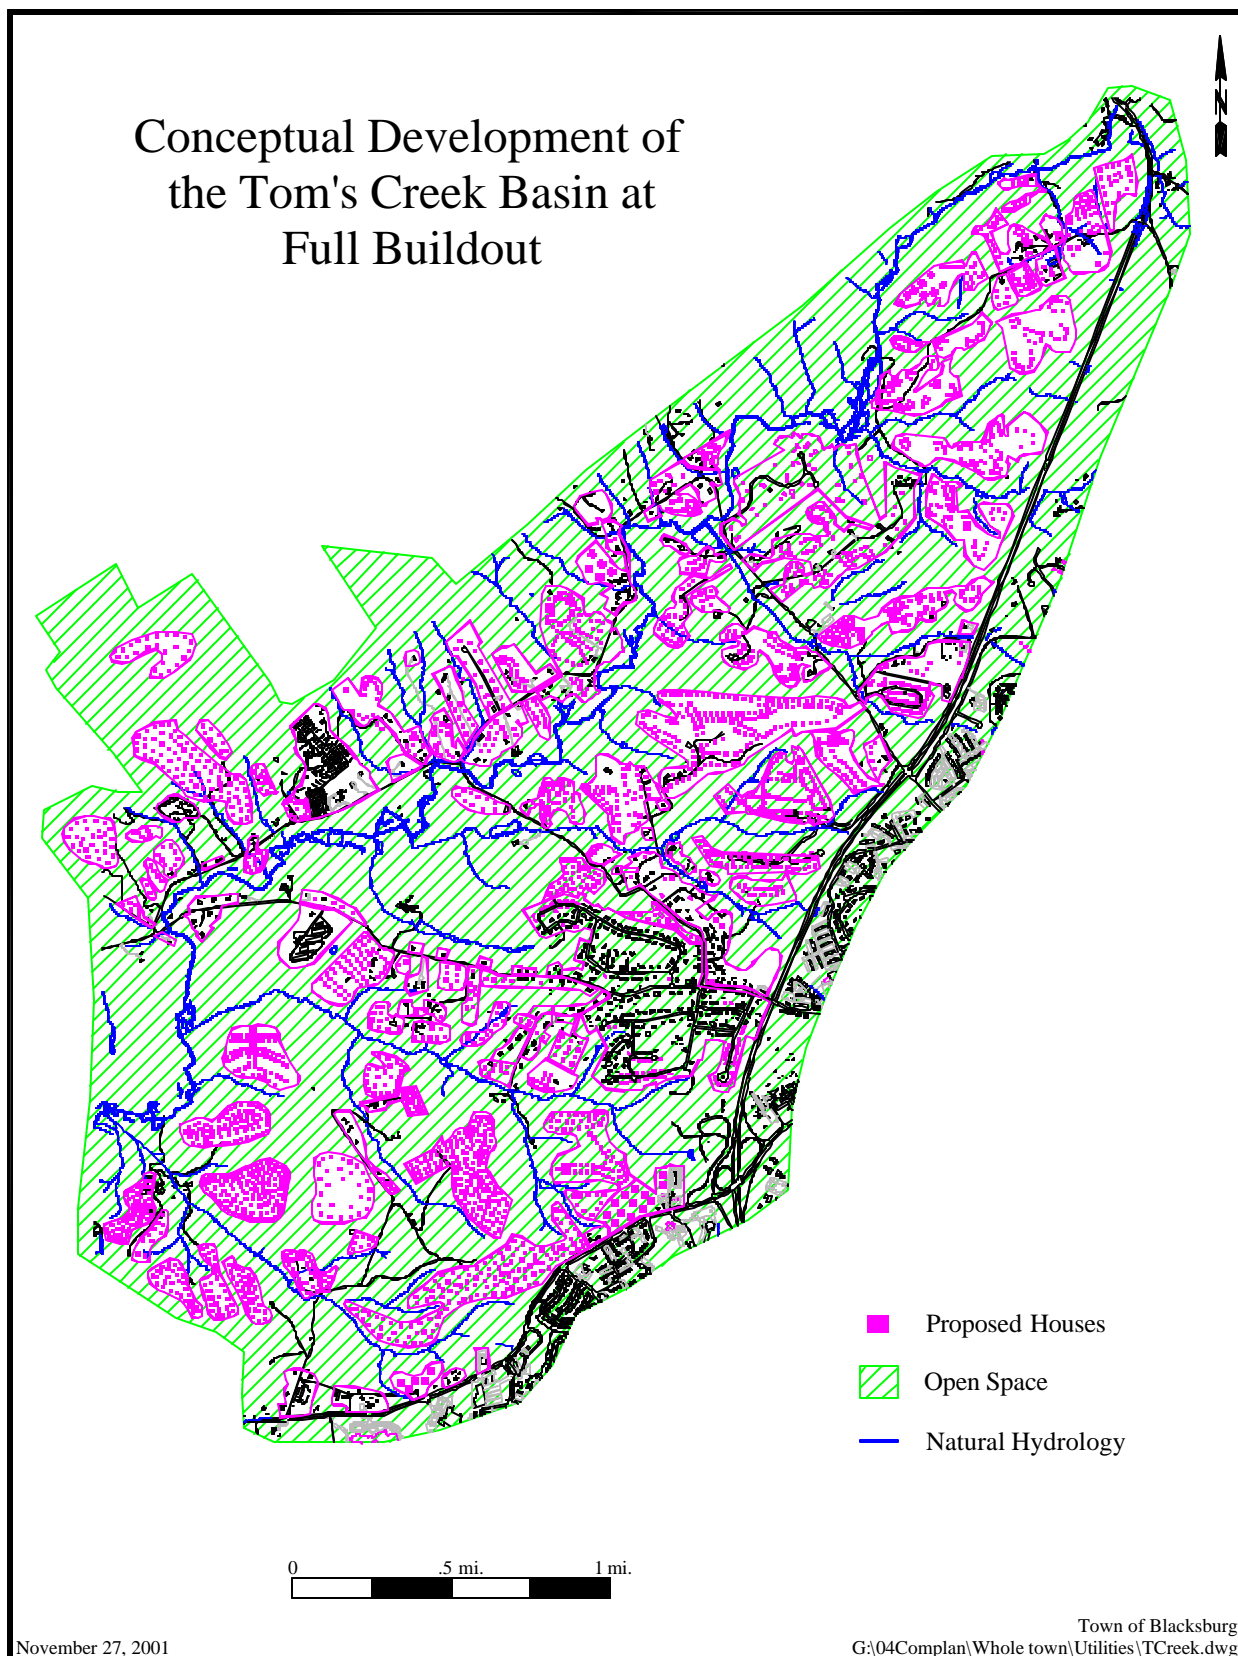 Conceptual Development of
the Tom's Creek Basin at
Full Buildout
N
Proposed Houses
Open Space
Natural Hydrology
0 .5 mi. 1 mi.
November 27, 2001
Town of Blacksburg
G:\04Complan\Whole town\Utilities\TCreek.dwg